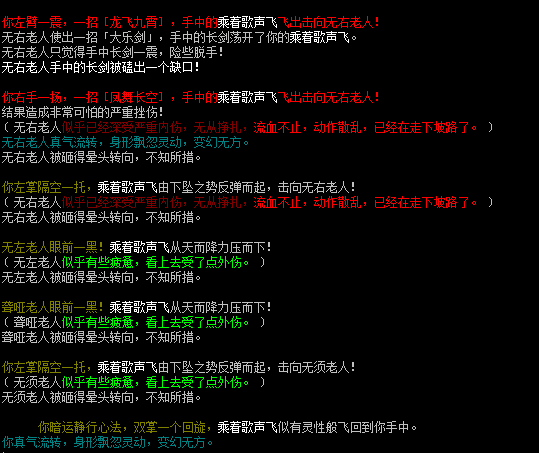 你左臂一震，一招［龙飞九霄］，手中的乘着歌声飞飞出击向无右老人！
无右老人使出一招「大乐剑」，手中的长剑荡开了你的乘着歌声飞。
无右老人只觉得手中长剑一震，险些脱手！
无右老人手中的长剑被磕出一个缺口！
你右手一扬，一招［凤舞长空］，手中的乘着歌声飞飞出击向无右老人！
结果造成非常可怕的严重挫伤！
（ 无右老人似乎已经深受严重内伤，无从挣扎，流血不止，动作散乱，已经在走下坡路了。 ）
无右老人真气流转，身形飘忽灵动，变幻无方。
无右老人被砸得晕头转向，不知所措。
你左掌隔空一托，乘着歌声飞由下坠之势反弹而起，击向无右老人！
（ 无右老人似乎已经深受严重内伤，无从挣扎，流血不止，动作散乱，已经在走下坡路了。 ）
无右老人被砸得晕头转向，不知所措。
无左老人眼前一黑！乘着歌声飞从天而降力压而下！
（ 无左老人似乎有些疲惫，看上去受了点外伤。 ）
无左老人被砸得晕头转向，不知所措。
聋哑老人眼前一黑！乘着歌声飞从天而降力压而下！
（ 聋哑老人似乎有些疲惫，看上去受了点外伤。 ）
聋哑老人被砸得晕头转向，不知所措。
你左掌隔空一托，乘着歌声飞由下坠之势反弹而起，击向无须老人！
（ 无须老人似乎有些疲惫，看上去受了点外伤。 ）
无须老人被砸得晕头转向，不知所措。
你暗运静行心法，双掌一个回旋，乘着歌声飞似有灵性般飞回到你手中。
你真气流转，身形飘忽灵动，变幻无方。